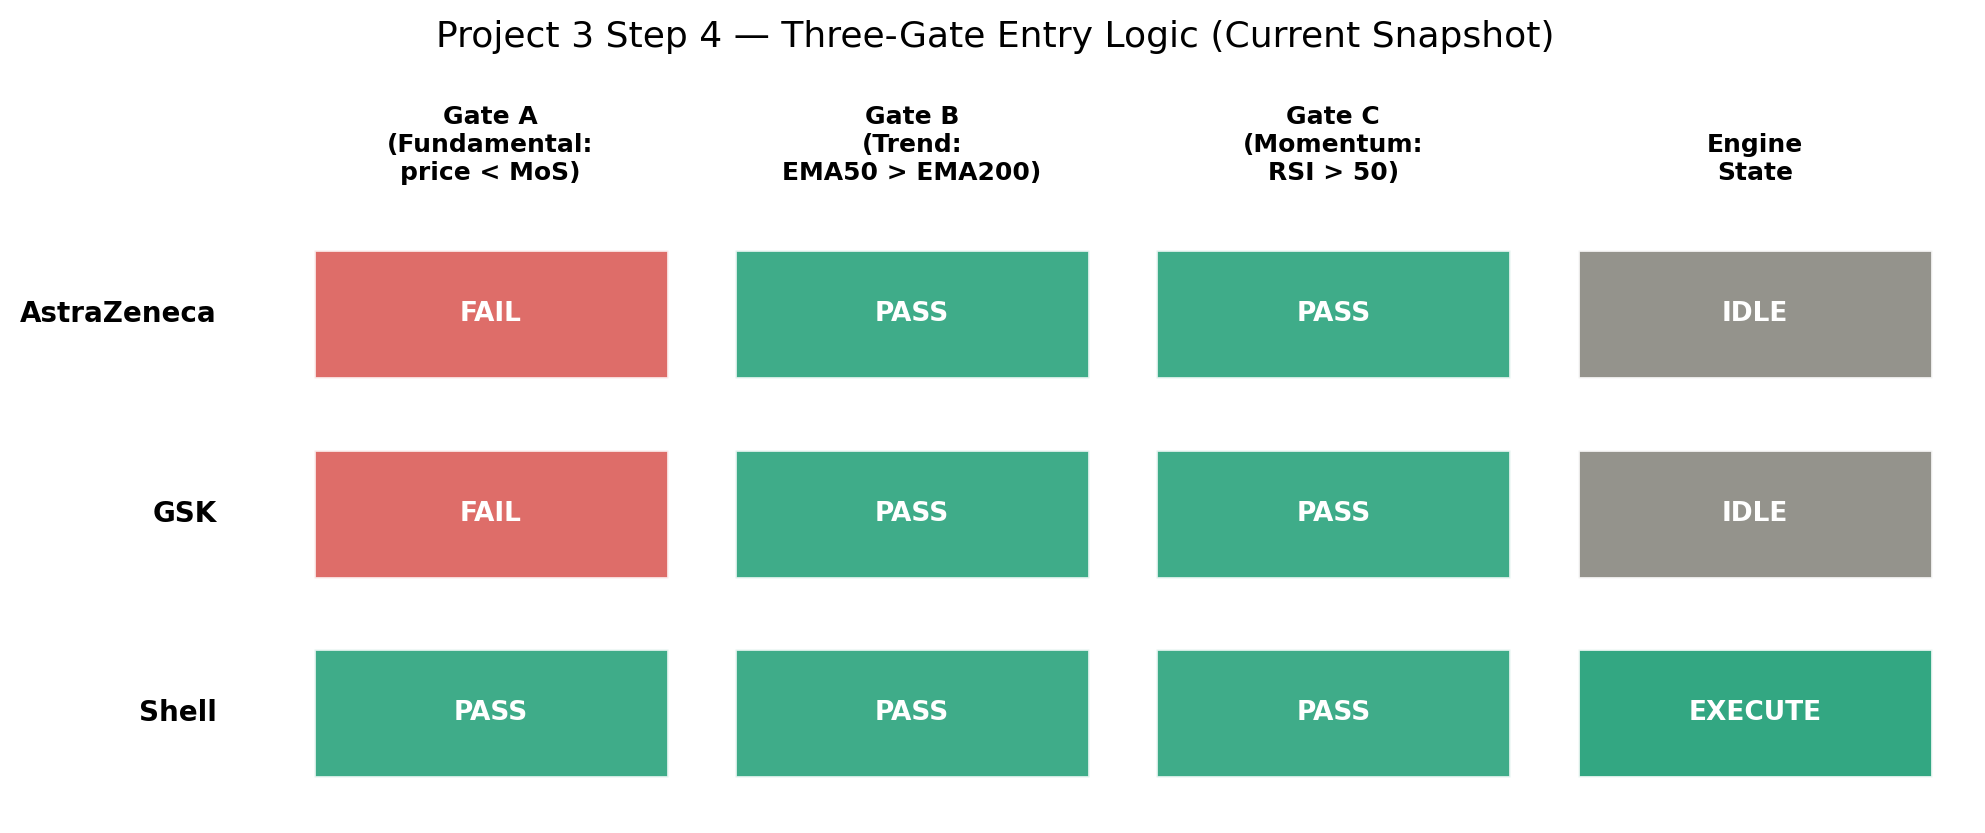 Project 3 Step 4 — Three-Gate Entry Logic (Current Snapshot)
Gate A
(Fundamental:
price < MoS)
Gate B
(Trend:
EMA50 > EMA200)
Gate C
(Momentum:
RSI > 50)
Engine
State
AstraZeneca FAIL PASS PASS IDLE
GSK FAIL PASS PASS IDLE
Shell PASS PASS PASS EXECUTE